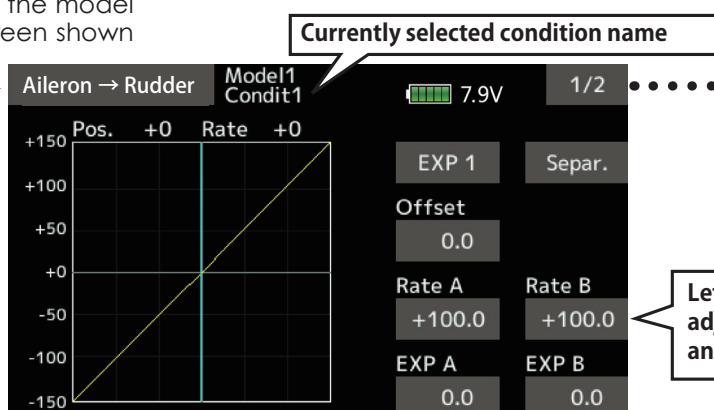 the model
een shown
Currently selected condition name
Aileron → Rudder
Model1
Condit1
7.9V
1/2
Pos. +0 Rate +0
+150
+100
+50
+0
-50
-100
-150
EXP 1
Separ.
Offset
0.0
Rate A
Rate B
+100.0
+100.0
EXP A
EXP B
0.0
0.0
Le
ad
an